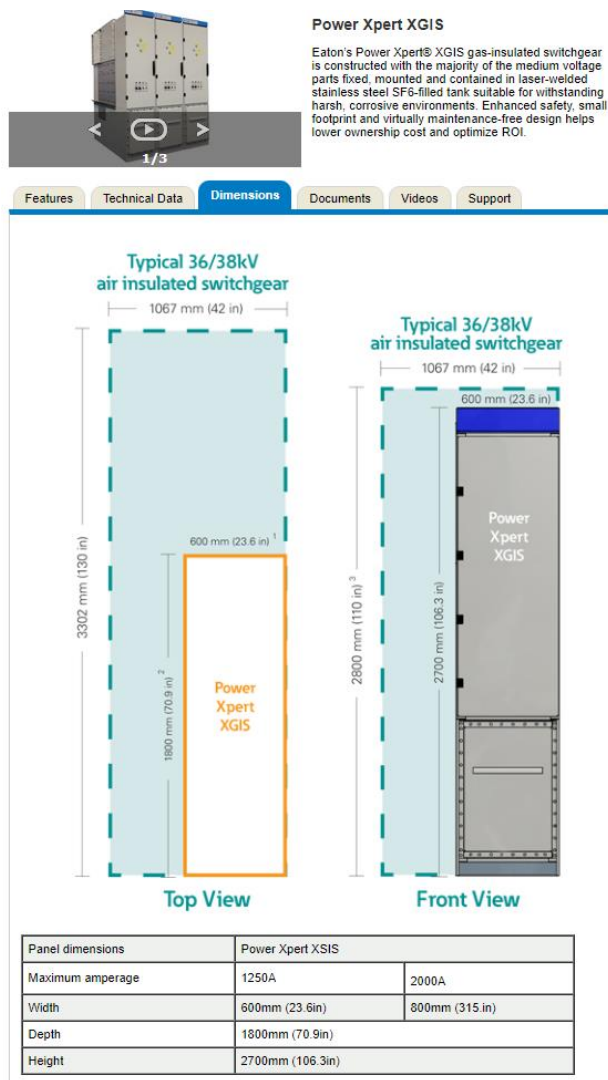 Power Xpert XGIS
Eaton's Power Xpert® XGIS gas-insulated switchgear
is constructed with the majority of the medium voltage
parts fixed, mounted and contained in laser-welded
stainless steel SF6-filled tank suitable for withstanding
harsh, corrosive environments. Enhanced safety, small
footprint and virtually maintenance-free design helps
lower ownership cost and optimize ROI.
1/3
Features Technical Data Dimensions Documents Videos Support
Typical 36/38kV
air insulated switchgear
1067 mm (42 in)
3302 mm (130 in)
600 mm (23.6 in) 1
1800 mm (70.9 in) 2
Power
Xpert
XGIS
Top View
Typical 36/38kV
air insulated switchgear
1067 mm (42 in)
600 mm (23.6 in)
2800 mm (110 in) 3
2700 mm (106.3 in)
Power
Xpert
XGIS
Front View
Panel dimensions Power Xpert XSIS
Maximum amperage 1250A 2000A
Width 600mm (23.6in) 800mm (315.in)
Depth 1800mm (70.9in)
Height 2700mm (106.3in)